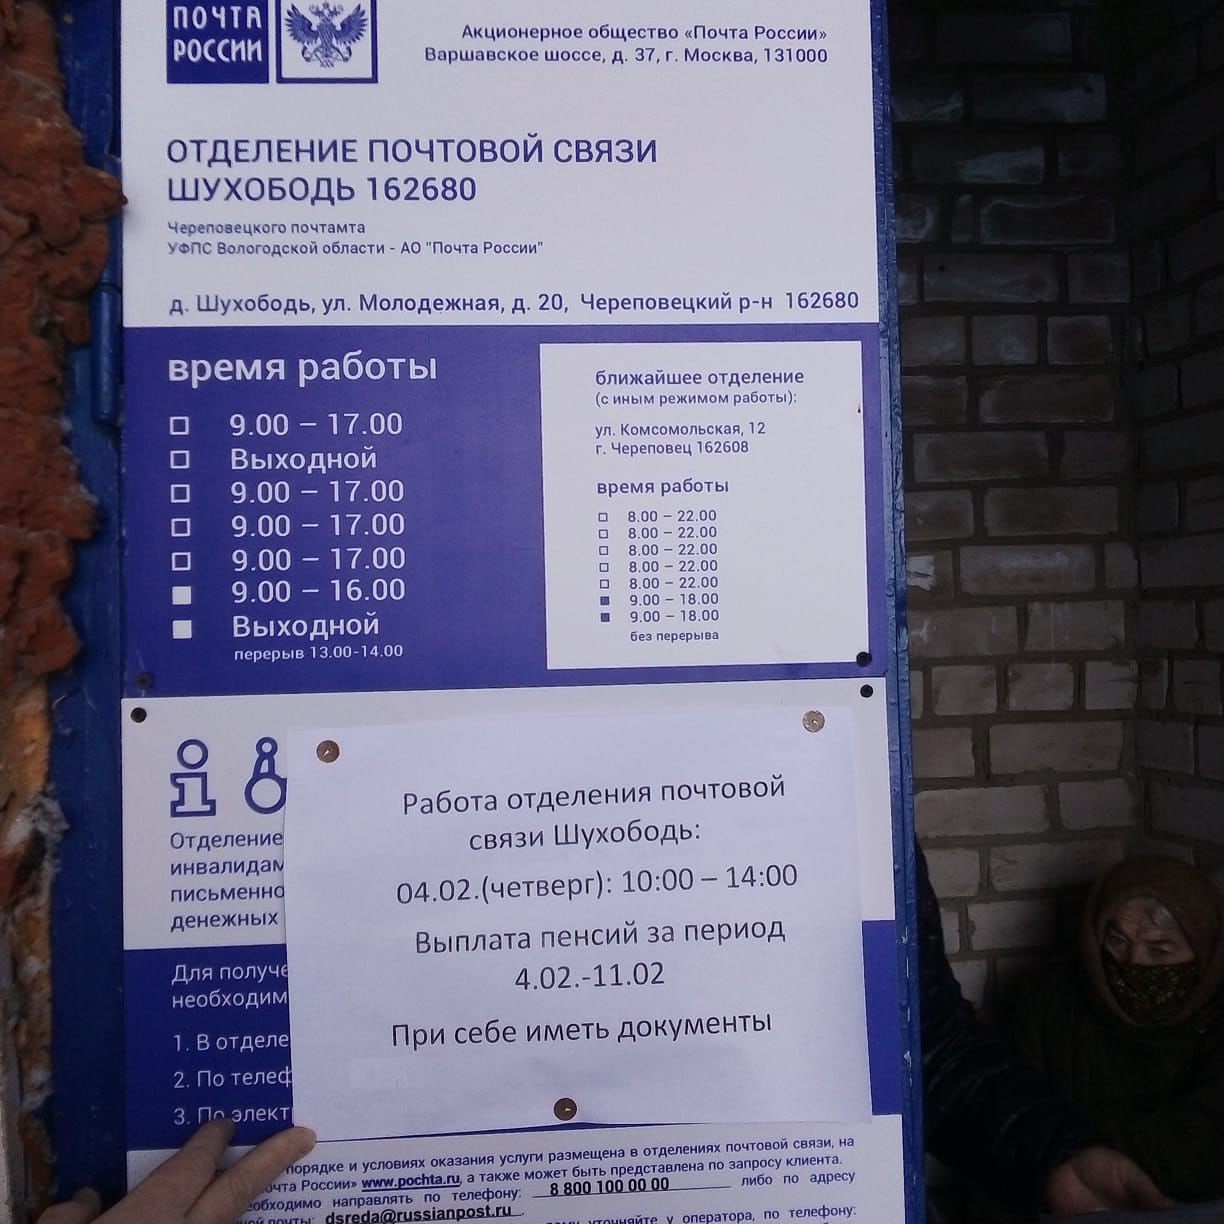 ПОЧТА
РОССИИ
Акционерное общество «Почта России»
Варшавское шоссе, д. 37, г. Москва, 131000
ОТДЕЛЕНИЕ ПОЧТОВОЙ СВЯЗИ
ШУХОБОДЬ 162680
Череповецкого почтамта
УФПС Вологодской области - АО "Почта России"
д. Шухободь, ул. Молодежная, д. 20, Череповецкий р-н 162680
время работы
9.00 – 17.00
Выходной
9.00 – 17.00
9.00 – 17.00
9.00 – 17.00
9.00 – 16.00
Выходной
перерыв 13.00-14.00
ближайшее отделение
(с иным режимом работы):
ул. Комсомольская, 12
г. Череповец 162608
время работы
8.00 – 22.00
8.00 – 22.00
8.00 – 22.00
8.00 – 22.00
8.00 – 22.00
9.00 – 18.00
9.00 – 18.00
без перерыва
Отделение
инвалидам
письменно
денежных
Работа отделения почтовой
связи Шухободь:
04.02.(четверг): 10:00 – 14:00
Выплата пенсий за период
4.02.-11.02
При себе иметь документы
Для получе
необходим
1. В отделе
2. По телеф
3. По элект
порядке и условиях оказания услуги размещена в отделениях почтовой связи, на
очта России» www.pochta.ru, а также может быть представлена по запросу клиента.
обходимо направлять по телефону: 8 800 100 00 00 либо по адресу
ной почты: dsreda@russianpost.ru
уточняйте у оператора, по телефону: